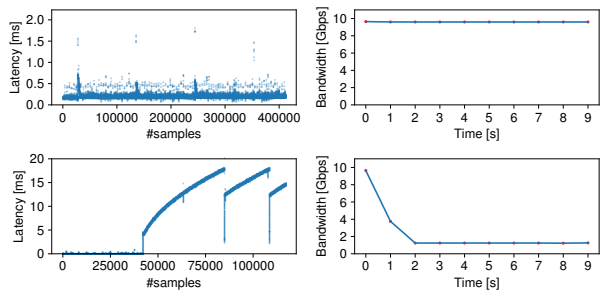 Latency [ms]
2.0
1.5
1.0
0.5
0.0
0 100000 200000 300000 400000
#samples
Bandwidth [Gbps]
10
8
6
4
2
0
0 1 2 3 4 5 6 7 8 9
Time [s]
Latency [ms]
20
15
10
5
0
0 25000 50000 75000 100000
#samples
Bandwidth [Gbps]
10
8
6
4
2
0
0 1 2 3 4 5 6 7 8 9
Time [s]